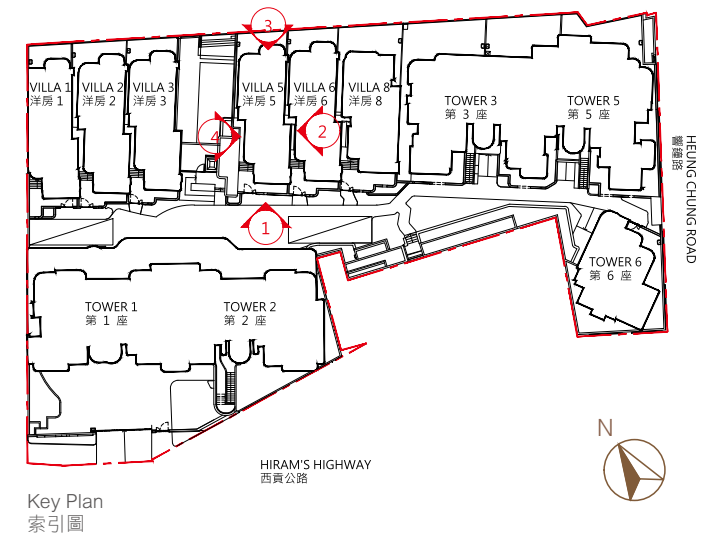 3
VILLA 1
洋房 1
VILLA 2
洋房 2
VILLA 3
洋房 3
VILLA 5
洋房 5
VILLA 6
洋房 6
VILLA 8
洋房 8
TOWER 3
第 3 座
TOWER 5
第 5 座
4
2
HEUNG CHUNG ROAD
響鐘路
1
TOWER 6
第 6 座
TOWER 1
第 1 座
TOWER 2
第 2 座
N
HIRAM'S HIGHWAY
西貢公路
Key Plan
索引圖